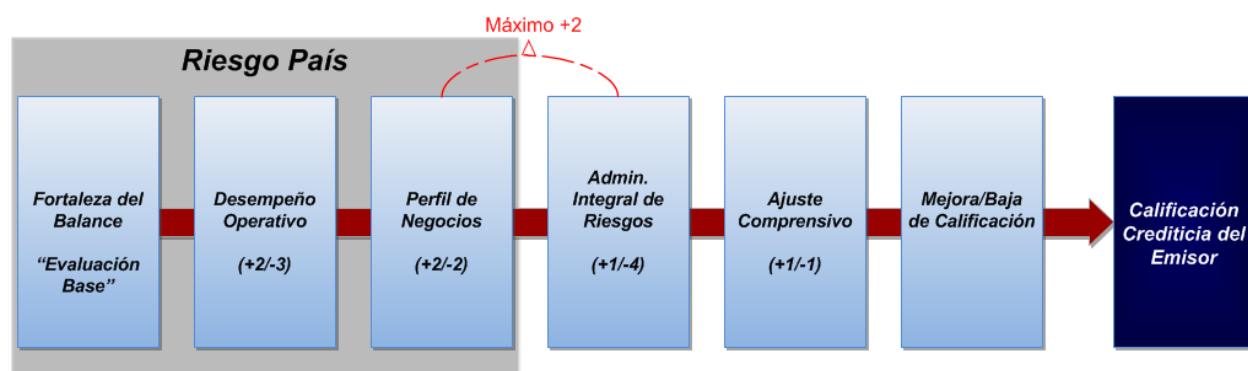 Máximo +2
Δ
Riesgo País
Fortaleza del
Balance
“Evaluación
Base”
Desempeño
Operativo
(+2/-3)
Perfil de
Negocios
(+2/-2)
Admin.
Integral de
Riesgos
(+1/-4)
Ajuste
Comprensivo
(+1/-1)
Mejora/Baja
de Calificación
Calificación
Crediticia del
Emisor